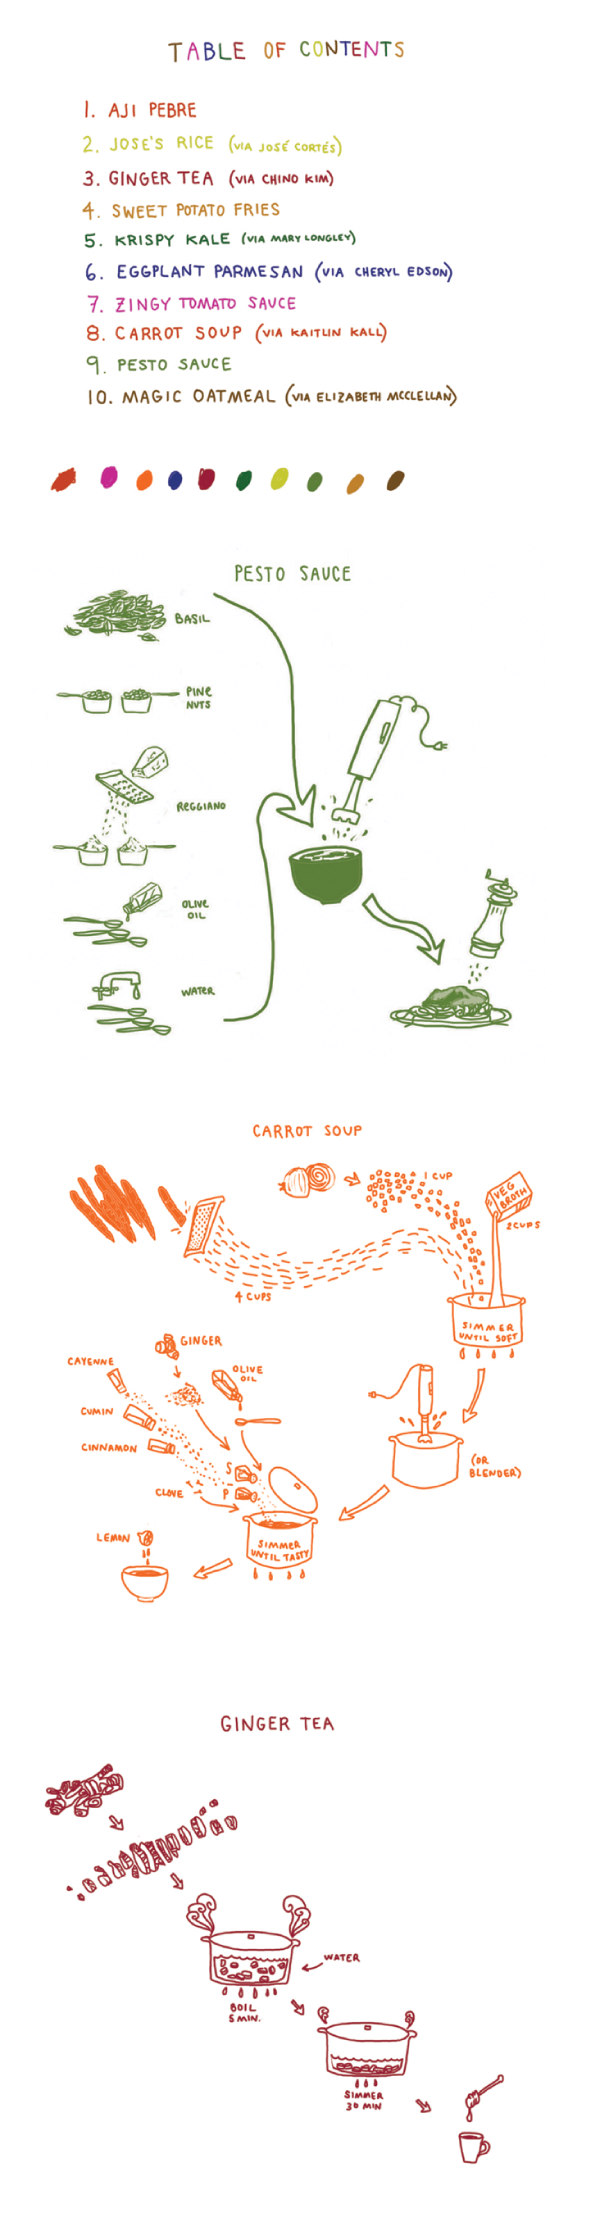 TABLE OF CONTENTS
1. AJI PEBRE
2. JOSE'S RICE (VIA JOSÉ CORTÉS)
3. GINGER TEA (VIA CHINO KIM)
4. SWEET POTATO FRIES
5. KRISPY KALE (VIA MARY LONGLEY)
6. EGGPLANT PARMESAN (VIA CHERYL EDSON)
7. ZINGY TOMATO SAUCE
8. CARROT SOUP (VIA KAITLIN KALL)
9. PESTO SAUCE
10. MAGIC OATMEAL (VIA ELIZABETH MCCLELLAN)
PESTO SAUCE
BASIL
PINE
NUTS
REGGIANO
OLIVE
OIL
WATER
CARROT SOUP
1 CUP
VEG
BROTH
2 CUPS
4 CUPS
SIMMER
UNTIL SOFT
GINGER
CAYENNE
OLIVE
OIL
CUMIN
CINNAMON
(OR
BLENDER)
S
CLOVE
P
LEMON
SIMMER
UNTIL TASTY
GINGER TEA
WATER
BOIL
5 MIN.
SIMMER
30 MIN